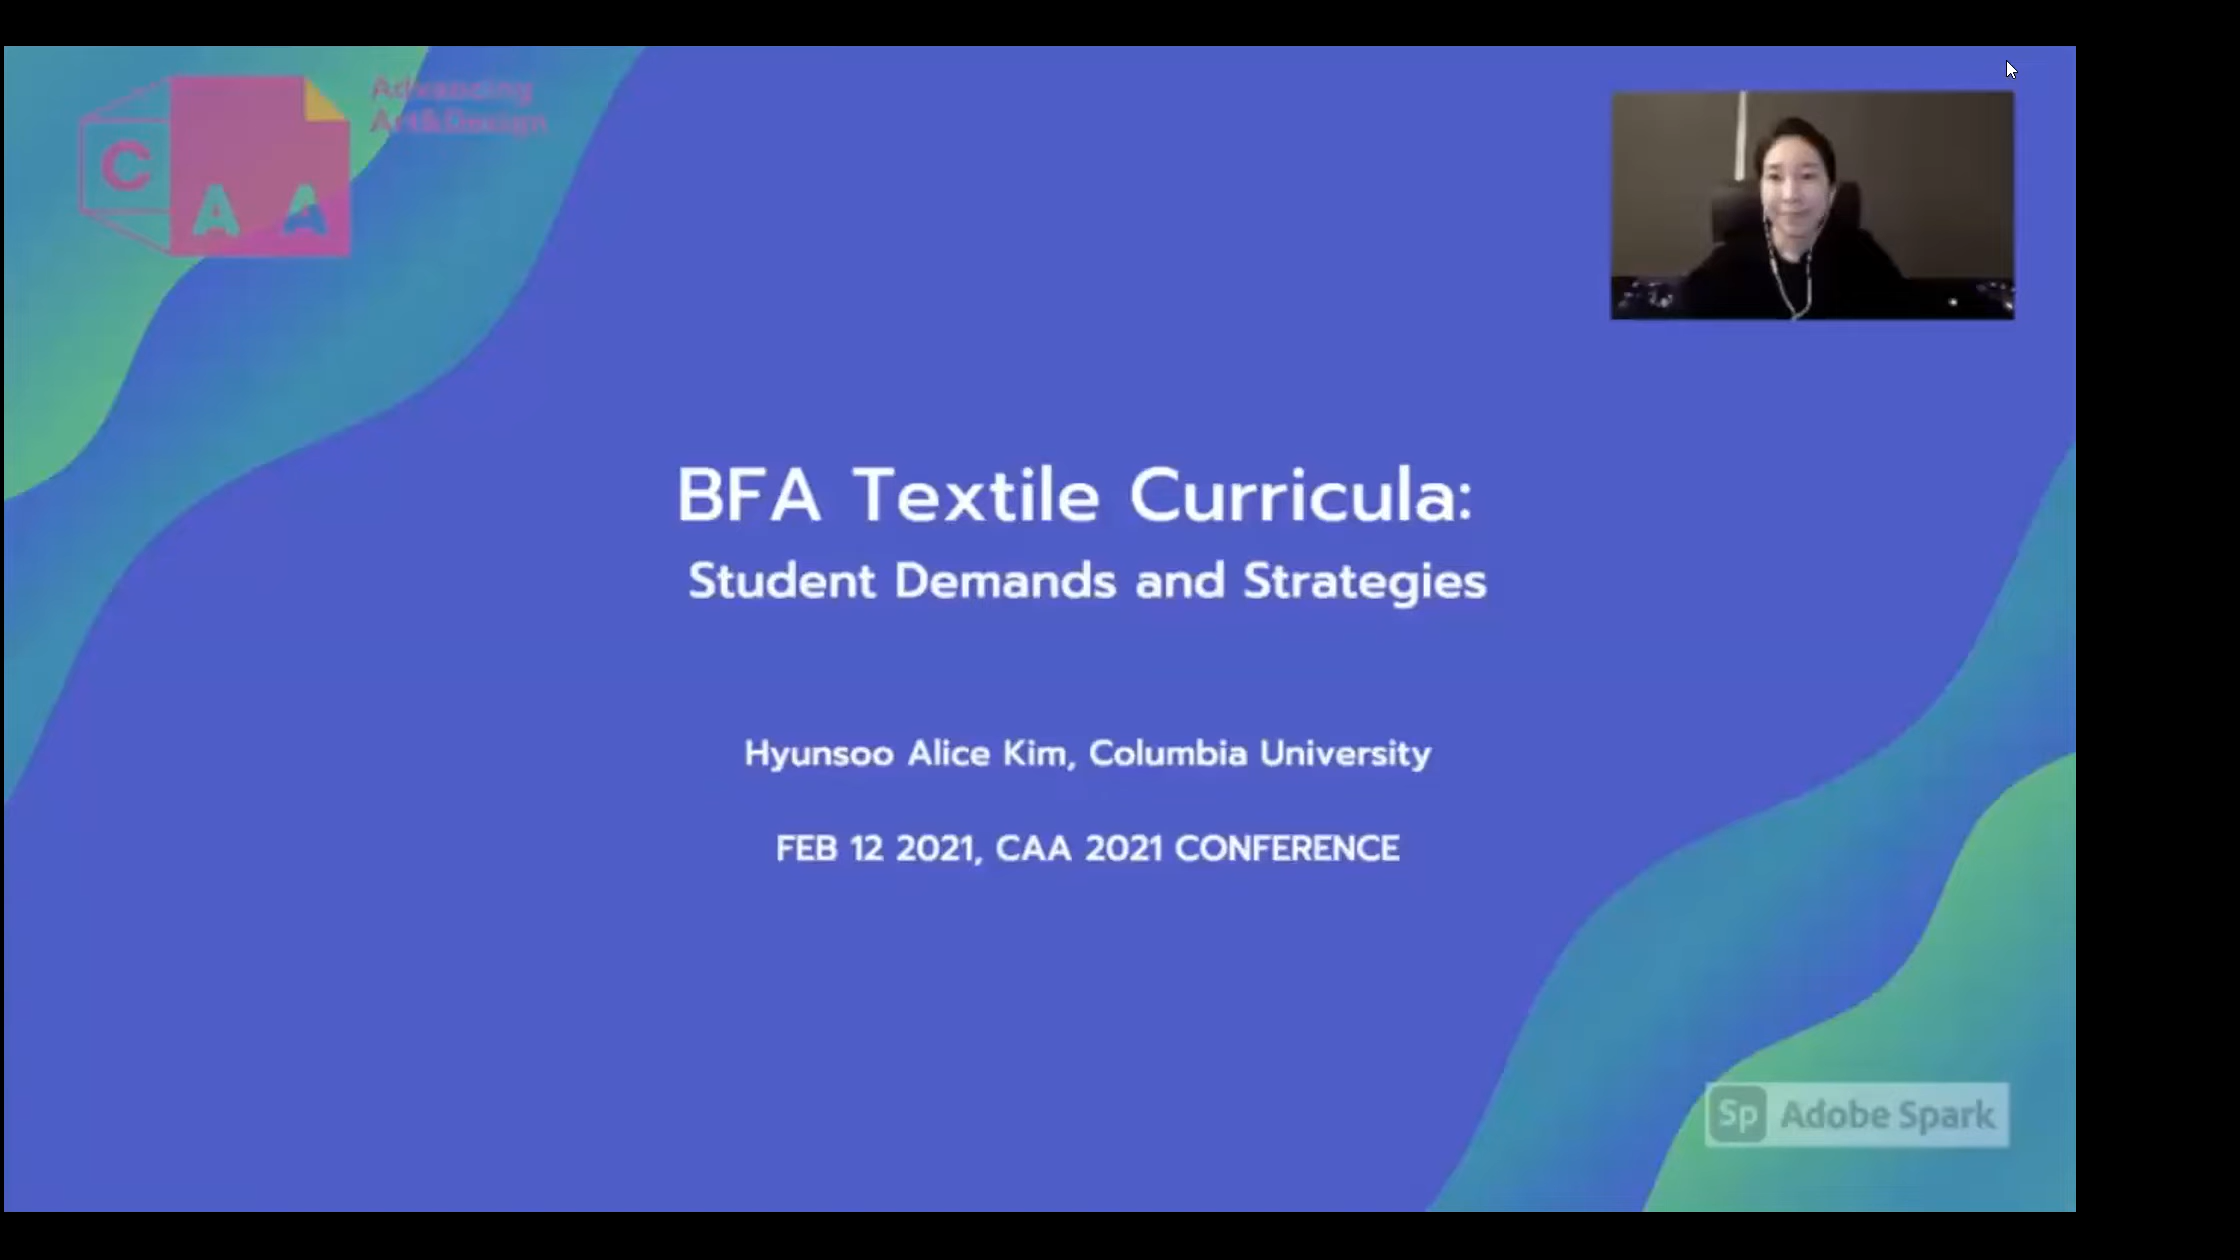 CAA
Advancing
Art&Design
BFA Textile Curricula:
Student Demands and Strategies
Hyunsoo Alice Kim, Columbia University
FEB 12 2021, CAA 2021 CONFERENCE
Sp Adobe Spark